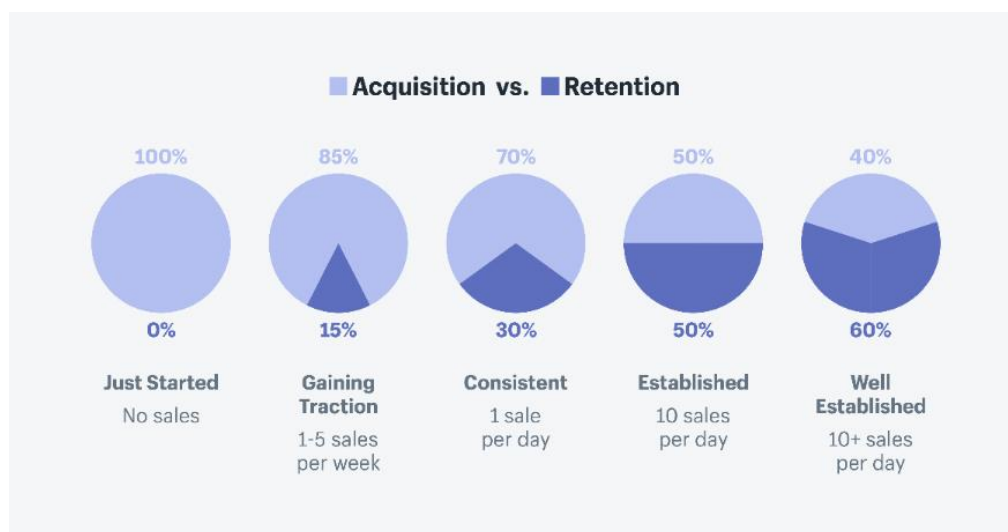 Acquisition vs. Retention
100%
85%
70%
50%
40%
0%
15%
30%
50%
60%
Just Started
No sales
Gaining
Traction
1-5 sales
per week
Consistent
1 sale
per day
Established
10 sales
per day
Well
Established
10+ sales
per day